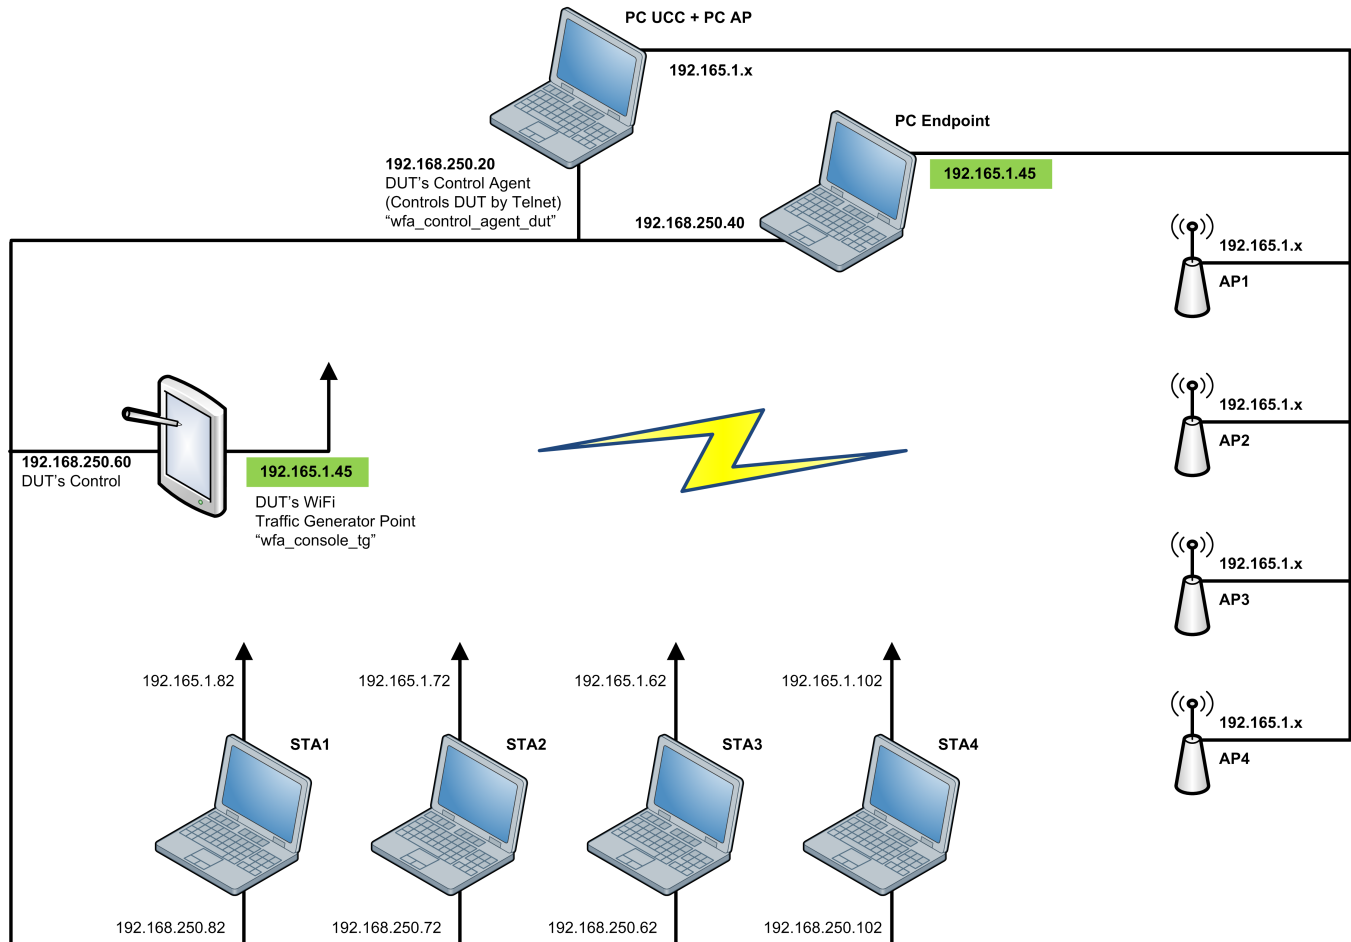 PC UCC + PC AP
192.165.1.x
PC Endpoint
192.165.1.45
192.168.250.20
DUT's Control Agent
(Controls DUT by Telnet)
“wfa_control_agent_dut”
192.168.250.40
192.165.1.x
AP1
192.165.1.x
AP2
192.168.250.60
DUT's Control
192.165.1.45
DUT's WiFi
Traffic Generator Point
“wfa_console_tg”
192.165.1.x
AP3
192.165.1.82
192.165.1.72
192.165.1.62
192.165.1.102
192.165.1.x
AP4
STA1
STA2
STA3
STA4
192.168.250.82
192.168.250.72
192.168.250.62
192.168.250.102